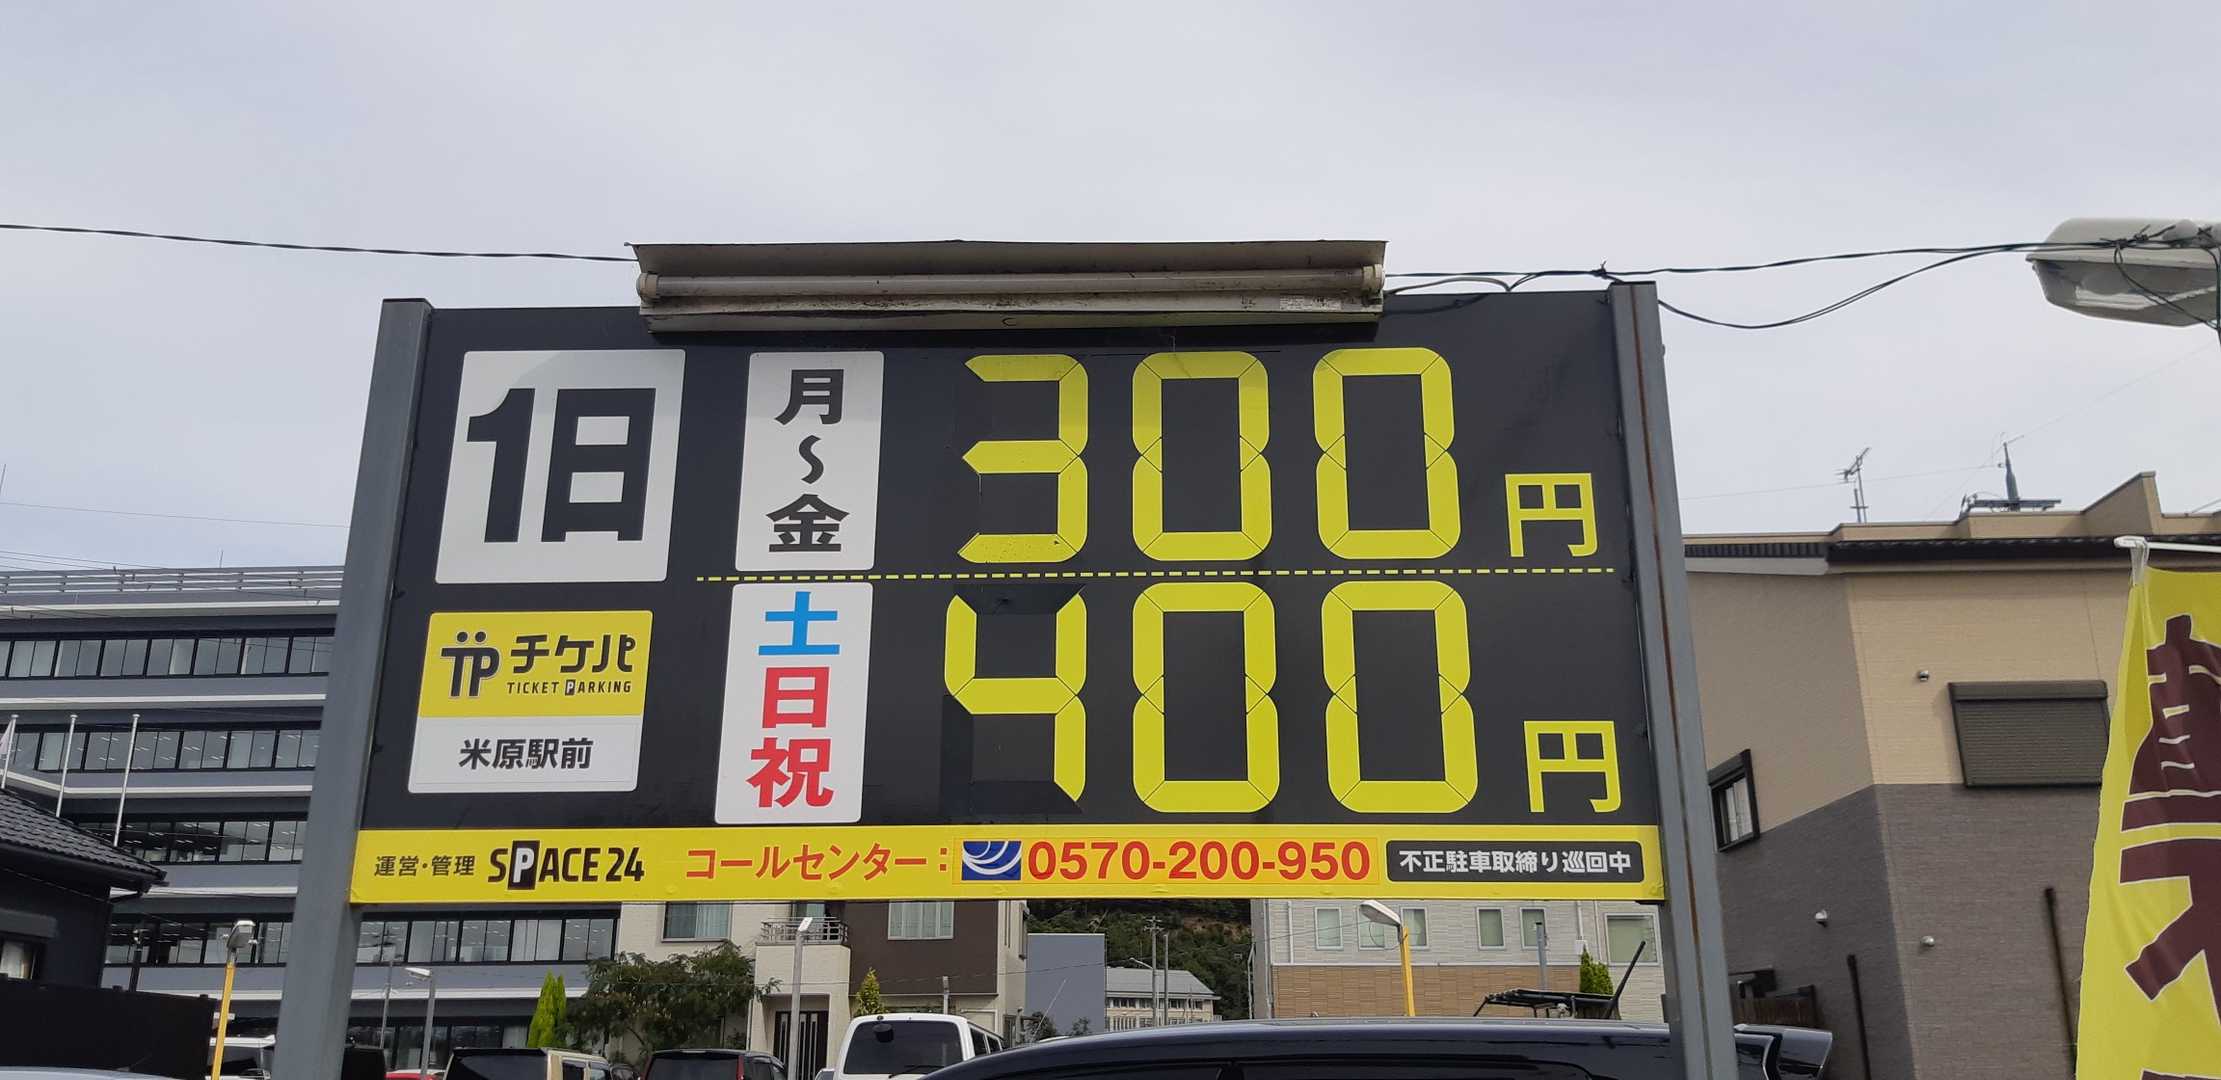 1日
月～金
300円
土日祝
400円
TP チケパ
TICKET PARKING
米原駅前
運営・管理 SPACE24
コールセンター：0570-200-950
不正駐車取締り巡回中